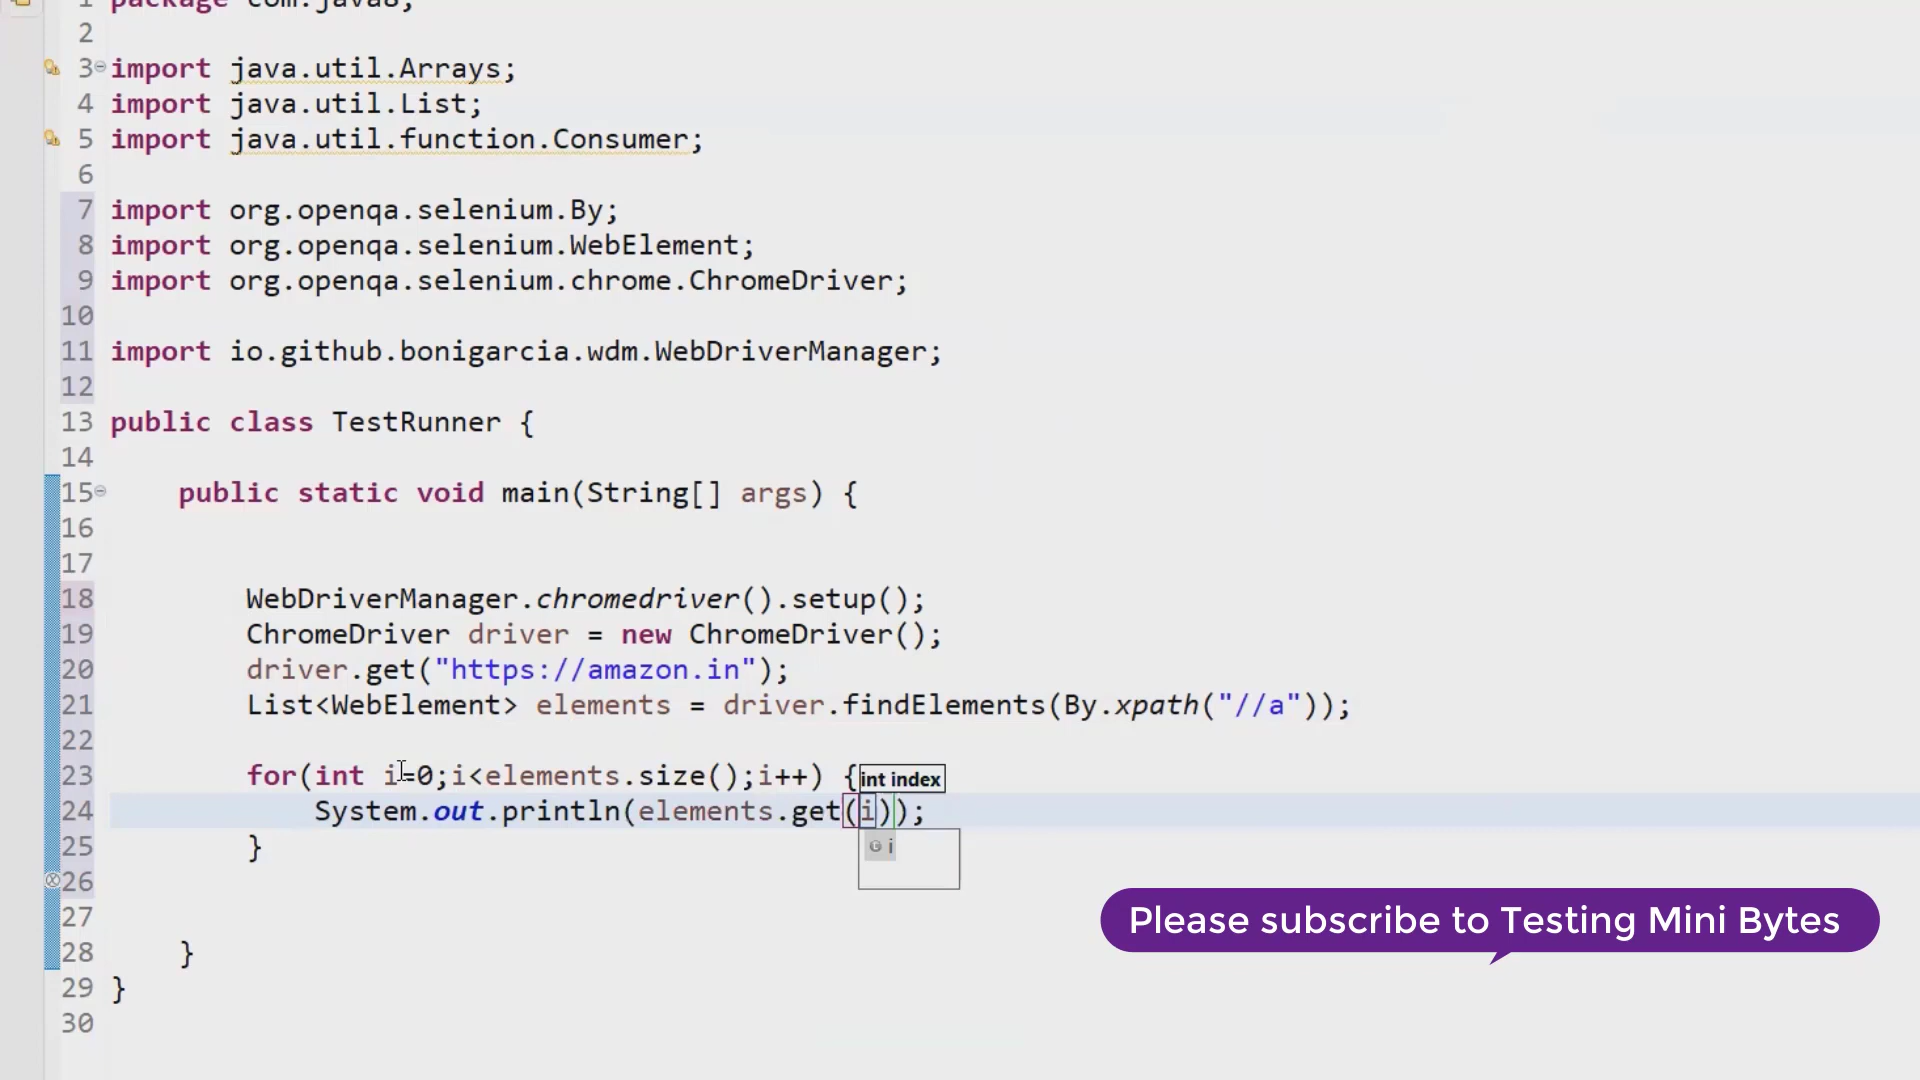 1 package com.java8;
2
3 import java.util.Arrays;
4 import java.util.List;
5 import java.util.function.Consumer;
6
7 import org.openqa.selenium.By;
8 import org.openqa.selenium.WebElement;
9 import org.openqa.selenium.chrome.ChromeDriver;
10
11 import io.github.bonigarcia.wdm.WebDriverManager;
12
13 public class TestRunner {
14
15 public static void main(String[] args) {
16
17
18 WebDriverManager.chromedriver().setup();
19 ChromeDriver driver = new ChromeDriver();
20 driver.get("https://amazon.in");
21 List<WebElement> elements = driver.findElements(By.xpath("//a"));
22
23 for(int i=0;i<elements.size();i++) {
int index
24 System.out.println(elements.get(i));
25 }
i
26
27
28 }
29 }
30
Please subscribe to Testing Mini Bytes